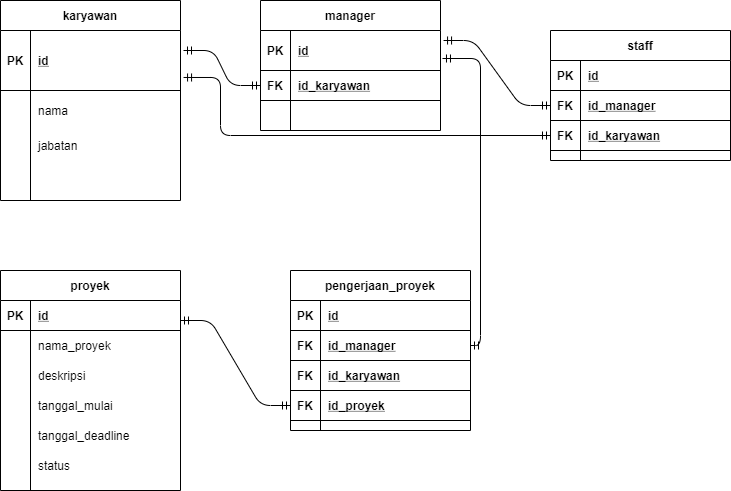 karyawan
PK id
nama
jabatan
manager
PK id
FK id_karyawan
staff
PK id
FK id_manager
FK id_karyawan
proyek
PK id
nama_proyek
deskripsi
tanggal_mulai
tanggal_deadline
status
pengerjaan_proyek
PK id
FK id_manager
FK id_karyawan
FK id_proyek